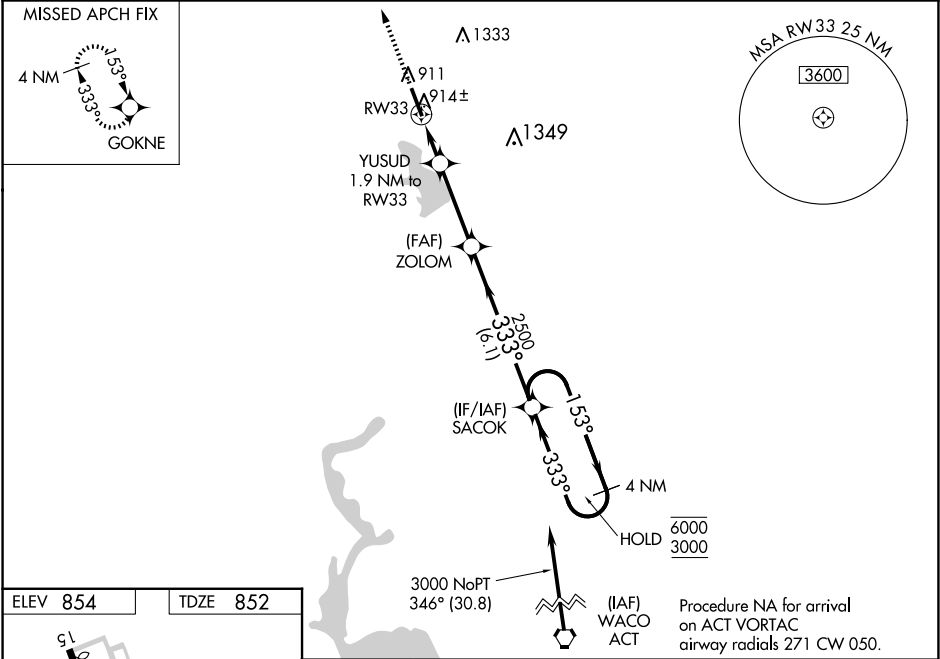 MISSED APCH FIX
4 NM
153°
333°
GOKNE
1333
911
914±
RW33
1349
MSA RW33 25 NM
3600
YUSUD
1.9 NM to
RW33
(FAF)
ZOLOM
2500
333°
(6.1)
(IF/IAF)
SACOK
153°
333°
4 NM
HOLD
6000
3000
3000 NoPT
346° (30.8)
(IAF)
WACO
ACT
Procedure NA for arrival
on ACT VORTAC
airway radials 271 CW 050.
ELEV 854
TDZE 852
15